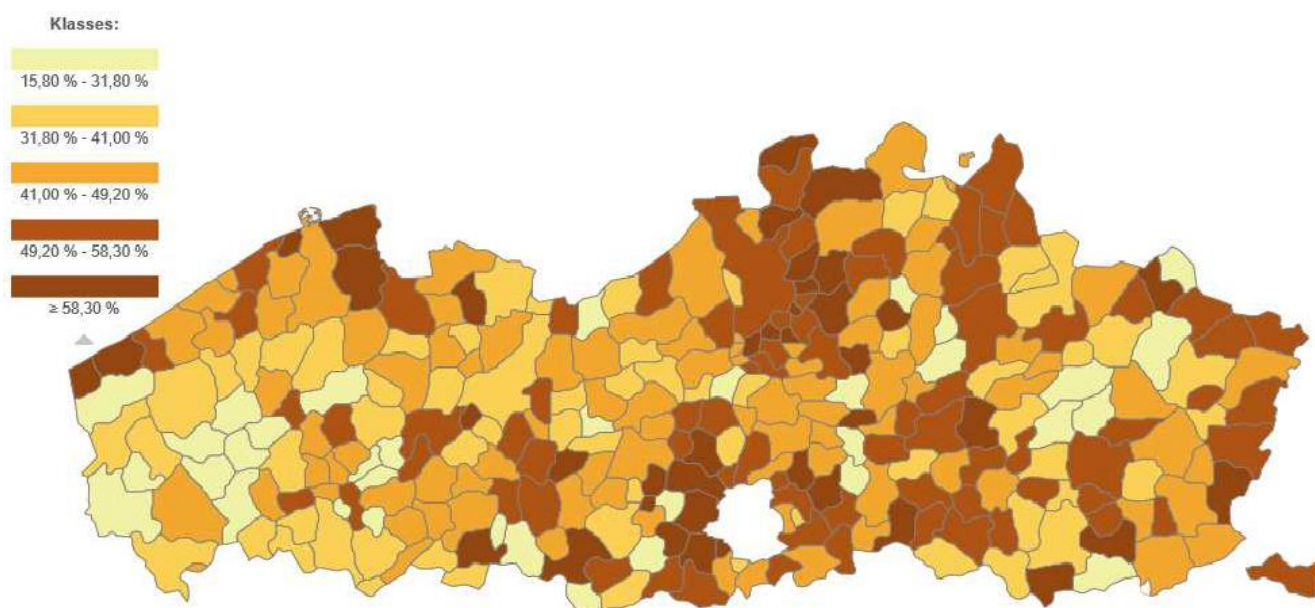 Klasses:
15,80 % - 31,80 %
31,80 % - 41,00 %
41,00 % - 49,20 %
49,20 % - 58,30 %
≥ 58,30 %